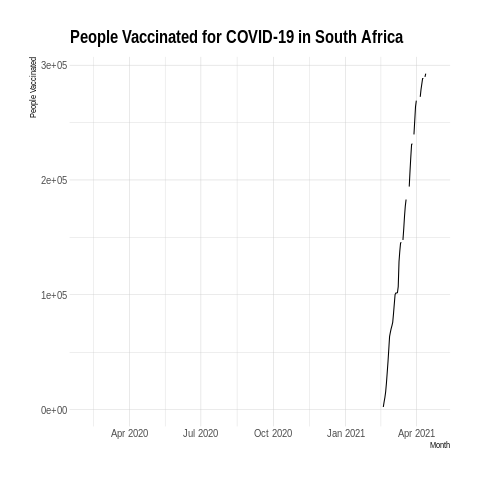 People Vaccinated for COVID-19 in South Africa
People Vaccinated
3e+05
2e+05
1e+05
0e+00
Apr 2020 Jul 2020 Oct 2020 Jan 2021 Apr 2021
Month